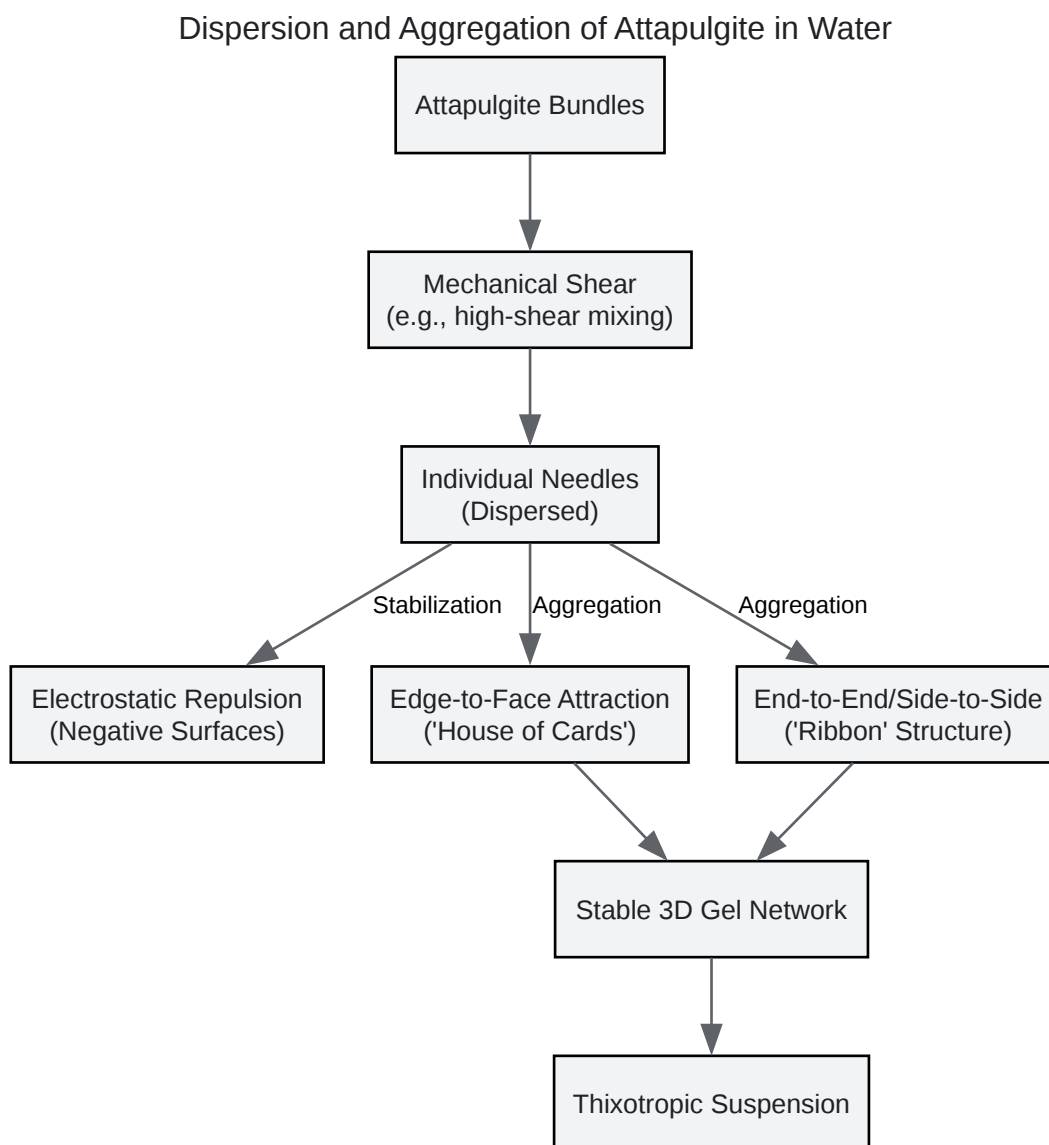 Dispersion and Aggregation of Attapulgite in Water
Attapulgite Bundles
Mechanical Shear
(e.g., high-shear mixing)
Individual Needles
(Dispersed)
Stabilization
Aggregation
Aggregation
Electrostatic Repulsion
(Negative Surfaces)
Edge-to-Face Attraction
('House of Cards')
End-to-End/Side-to-Side
('Ribbon' Structure)
Stable 3D Gel Network
Thixotropic Suspension